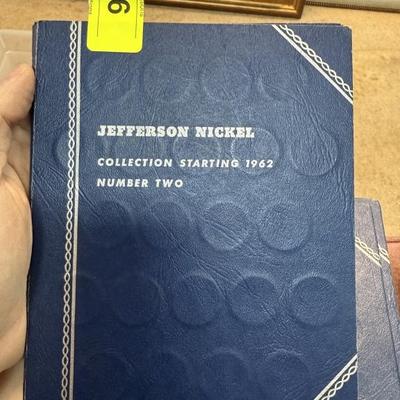 JEFFERSON NICKEL
COLLECTION STARTING 1962
NUMBER TWO